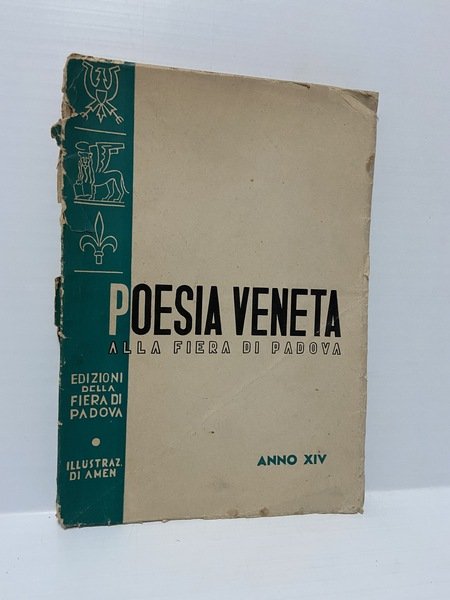 POESIA VENETA
ALLA FIERA DI PADOVA
EDIZIONI
DELLA
FIERA DI
PADOVA
ILLUSTRAZ.
DI AMEN
ANNO XIV